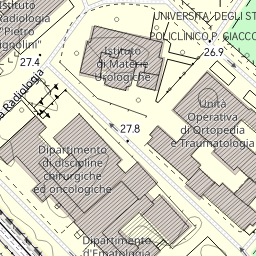 Istituto
Radiologia
"Pietro
gnolini"
UNIVERSITA' DEGLI ST
POLICLINICO P. GIACCO
Istituto
di Materie
Urologiche
26.9
27.4
a Radiologia
Unità
Operativa
di Ortopedia
e Traumatologia
27.8
Dipartimento
di discipline
chirurgiche
ed oncologiche
Dipartimento
d'Ematologia